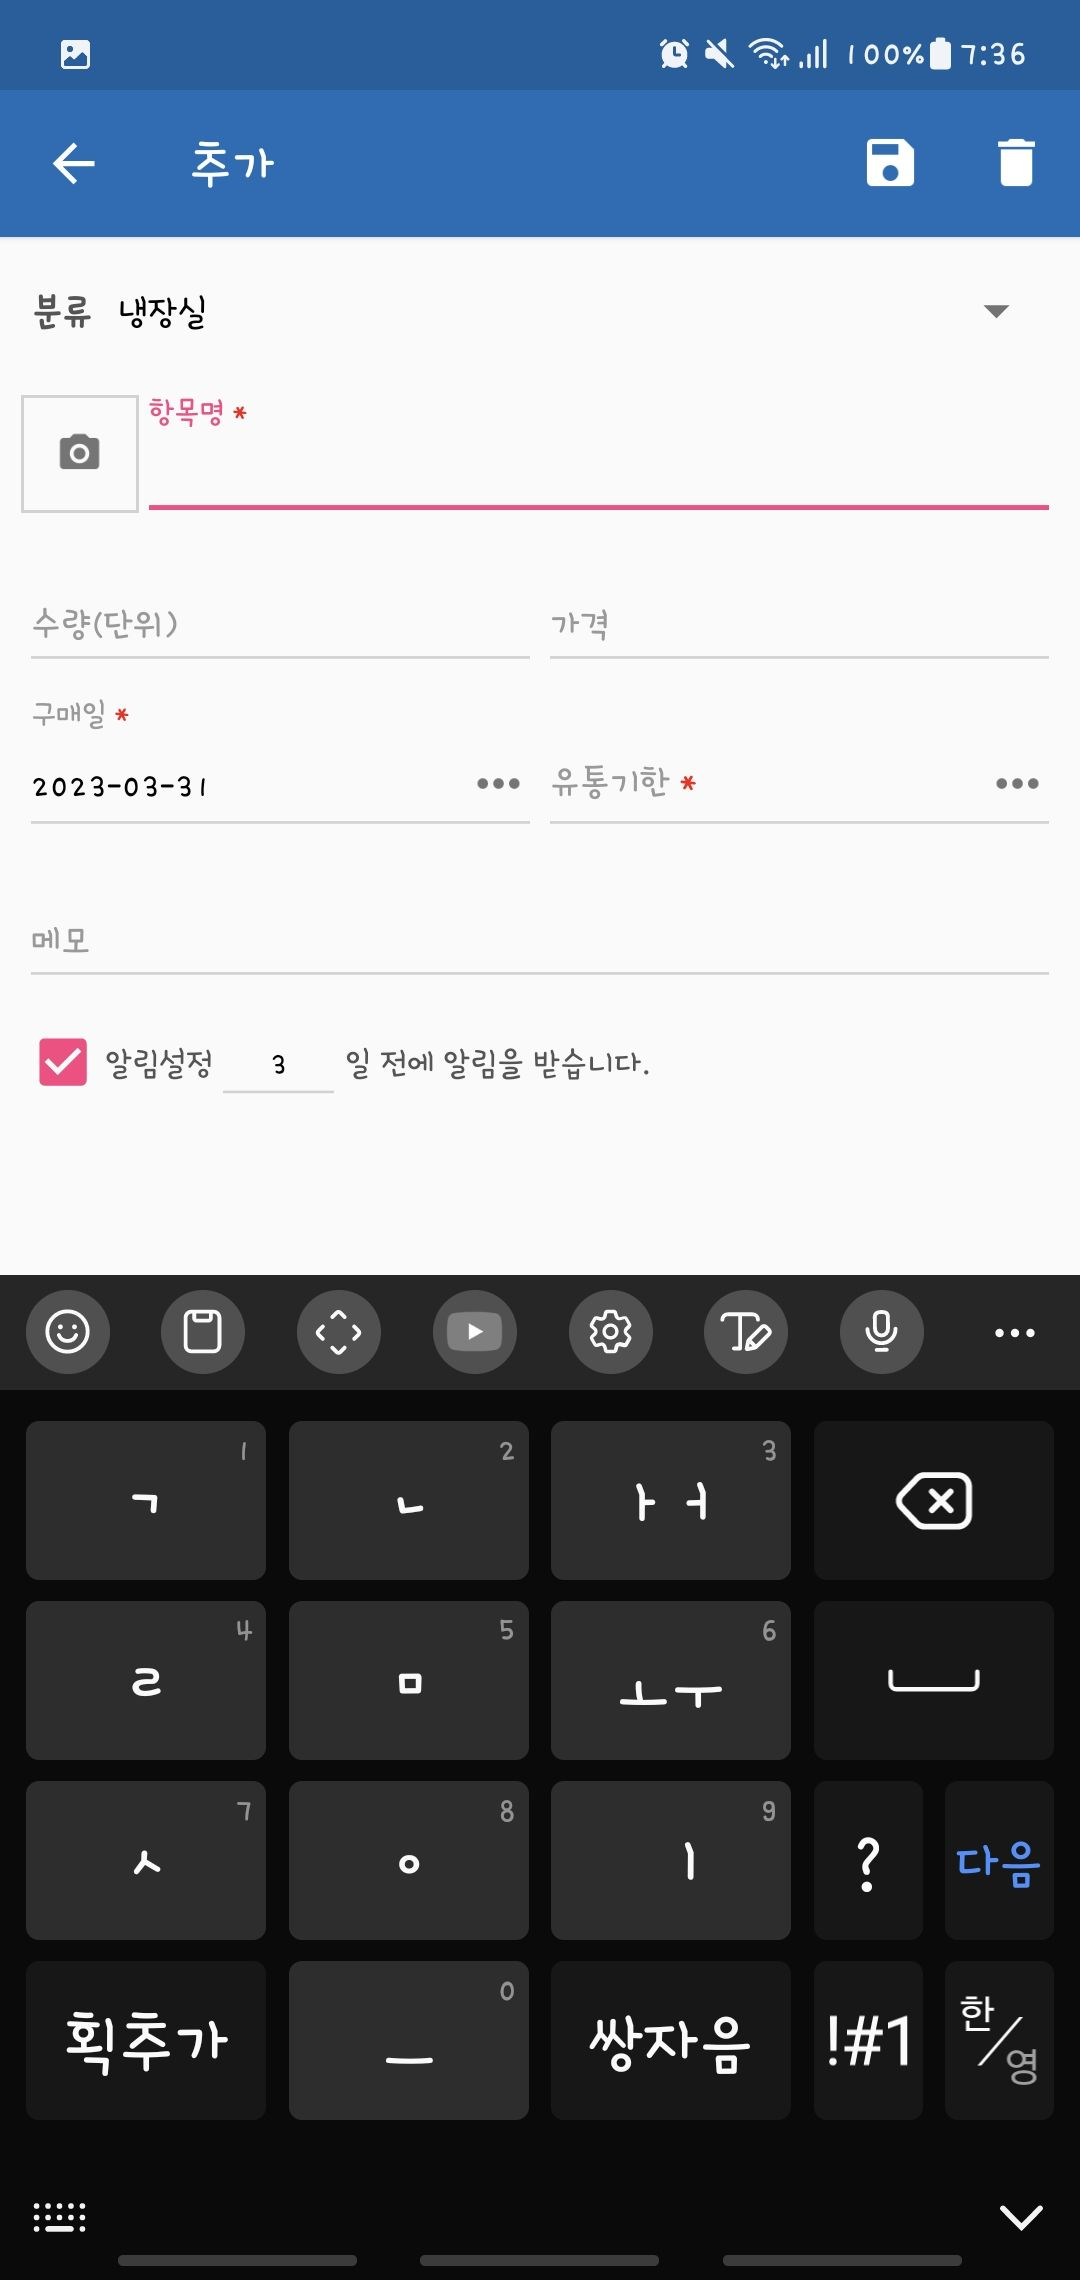 100% 7:36
추가
분류 냉장실
항목명 *
수량(단위) 가격
구매일 *
2023-03-31 유통기한 *
메모
알림설정 3 일 전에 알림을 받습니다.
1 2 3
ㄱ ㄴ ㅏㅓ
4 5 6
ㄹ ㅁ ㅗㅜ
7 8 9
ㅅ ㅇ ㅣ ? 다음
0
획추가 ㅡ 쌍자음 !#1 한/영